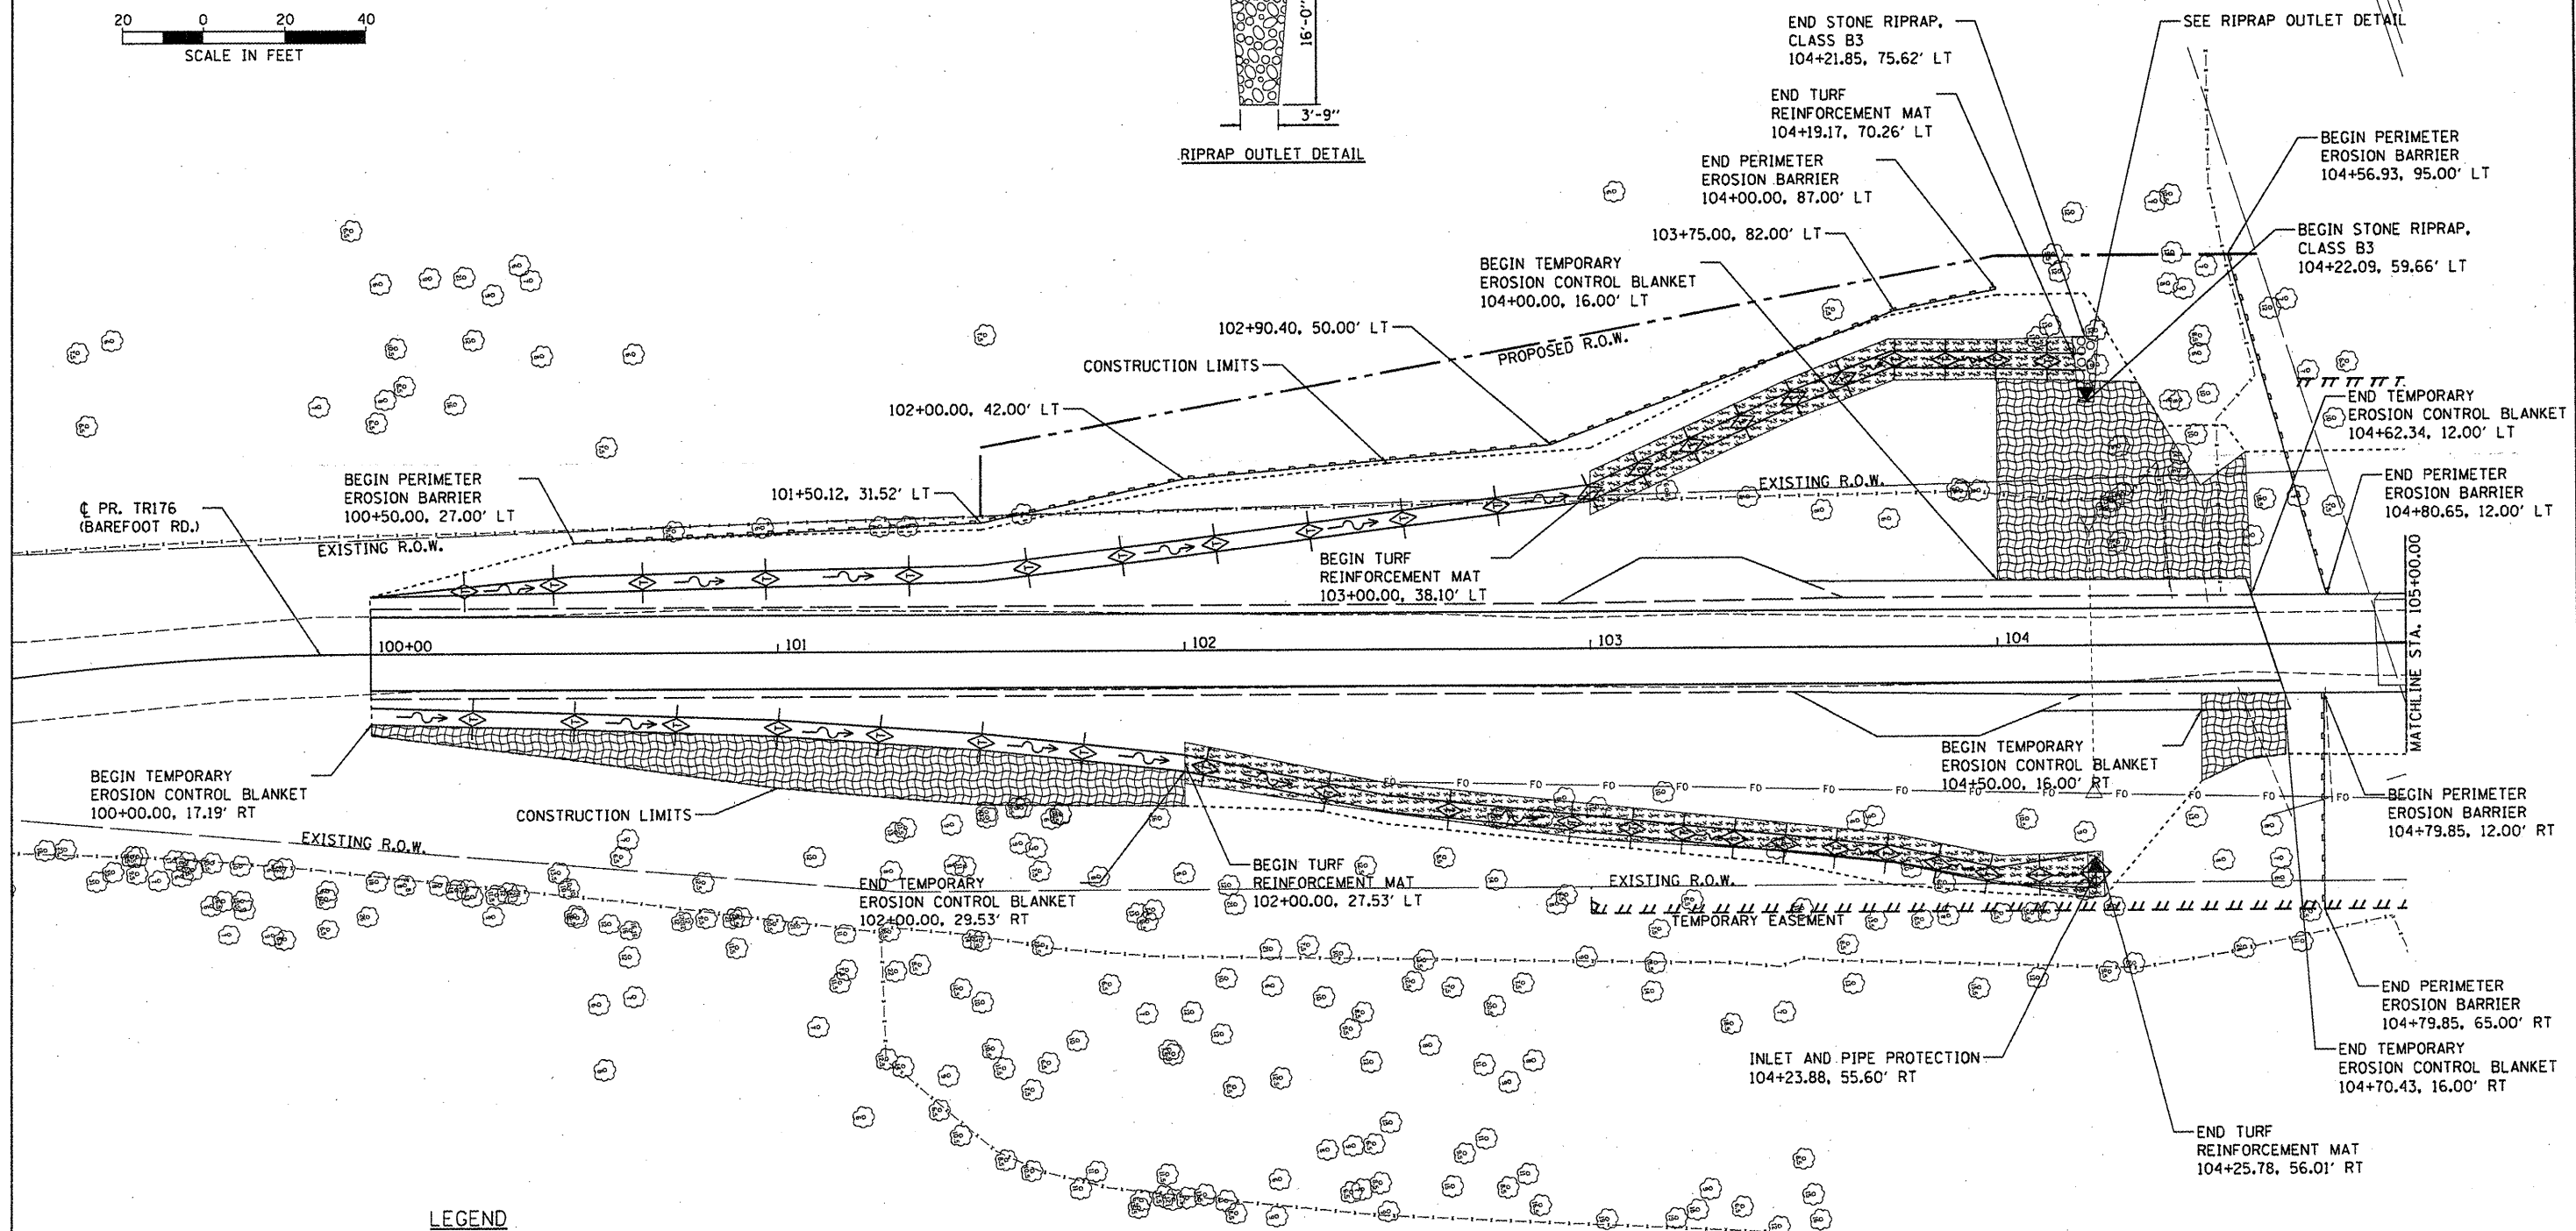 20 0 20 40
SCALE IN FEET
16'-0"
3'-9"
RIPRAP OUTLET DETAIL
END STONE RIPRAP,
CLASS B3
104+21.85, 75.62' LT
SEE RIPRAP OUTLET DETAIL
END TURF
REINFORCEMENT MAT
104+19.17, 70.26' LT
BEGIN PERIMETER
EROSION BARRIER
104+56.93, 95.00' LT
END PERIMETER
EROSION BARRIER
104+00.00, 87.00' LT
BEGIN STONE RIPRAP,
CLASS B3
104+22.09, 59.66' LT
103+75.00, 82.00' LT
BEGIN TEMPORARY
EROSION CONTROL BLANKET
104+00.00, 16.00' LT
102+90.40, 50.00' LT
PROPOSED R.O.W.
CONSTRUCTION LIMITS
102+00.00, 42.00' LT
END TEMPORARY
EROSION CONTROL BLANKET
104+62.34, 12.00' LT
BEGIN PERIMETER
EROSION BARRIER
100+50.00, 27.00' LT
101+50.12, 31.52' LT
EXISTING R.O.W.
END PERIMETER
EROSION BARRIER
104+80.65, 12.00' LT
℄ PR. TR176
(BAREFOOT RD.)
EXISTING R.O.W.
BEGIN TURF
REINFORCEMENT MAT
103+00.00, 38.10' LT
MATCHLINE STA. 105+00.00
100+00 101 102 103 104
BEGIN TEMPORARY
EROSION CONTROL BLANKET
100+00.00, 17.19' RT
CONSTRUCTION LIMITS
EXISTING R.O.W.
FO FO FO FO FO FO FO FO FO FO FO FO FO
BEGIN TEMPORARY
EROSION CONTROL BLANKET
104+50.00, 16.00' RT
BEGIN PERIMETER
EROSION BARRIER
104+79.85, 12.00' RT
END TEMPORARY
EROSION CONTROL BLANKET
102+00.00, 29.53' RT
BEGIN TURF
REINFORCEMENT MAT
102+00.00, 27.53' LT
EXISTING R.O.W.
TEMPORARY EASEMENT
END PERIMETER
EROSION BARRIER
104+79.85, 65.00' RT
INLET AND PIPE PROTECTION
104+23.88, 55.60' RT
END TEMPORARY
EROSION CONTROL BLANKET
104+70.43, 16.00' RT
END TURF
REINFORCEMENT MAT
104+25.78, 56.01' RT
LEGEND